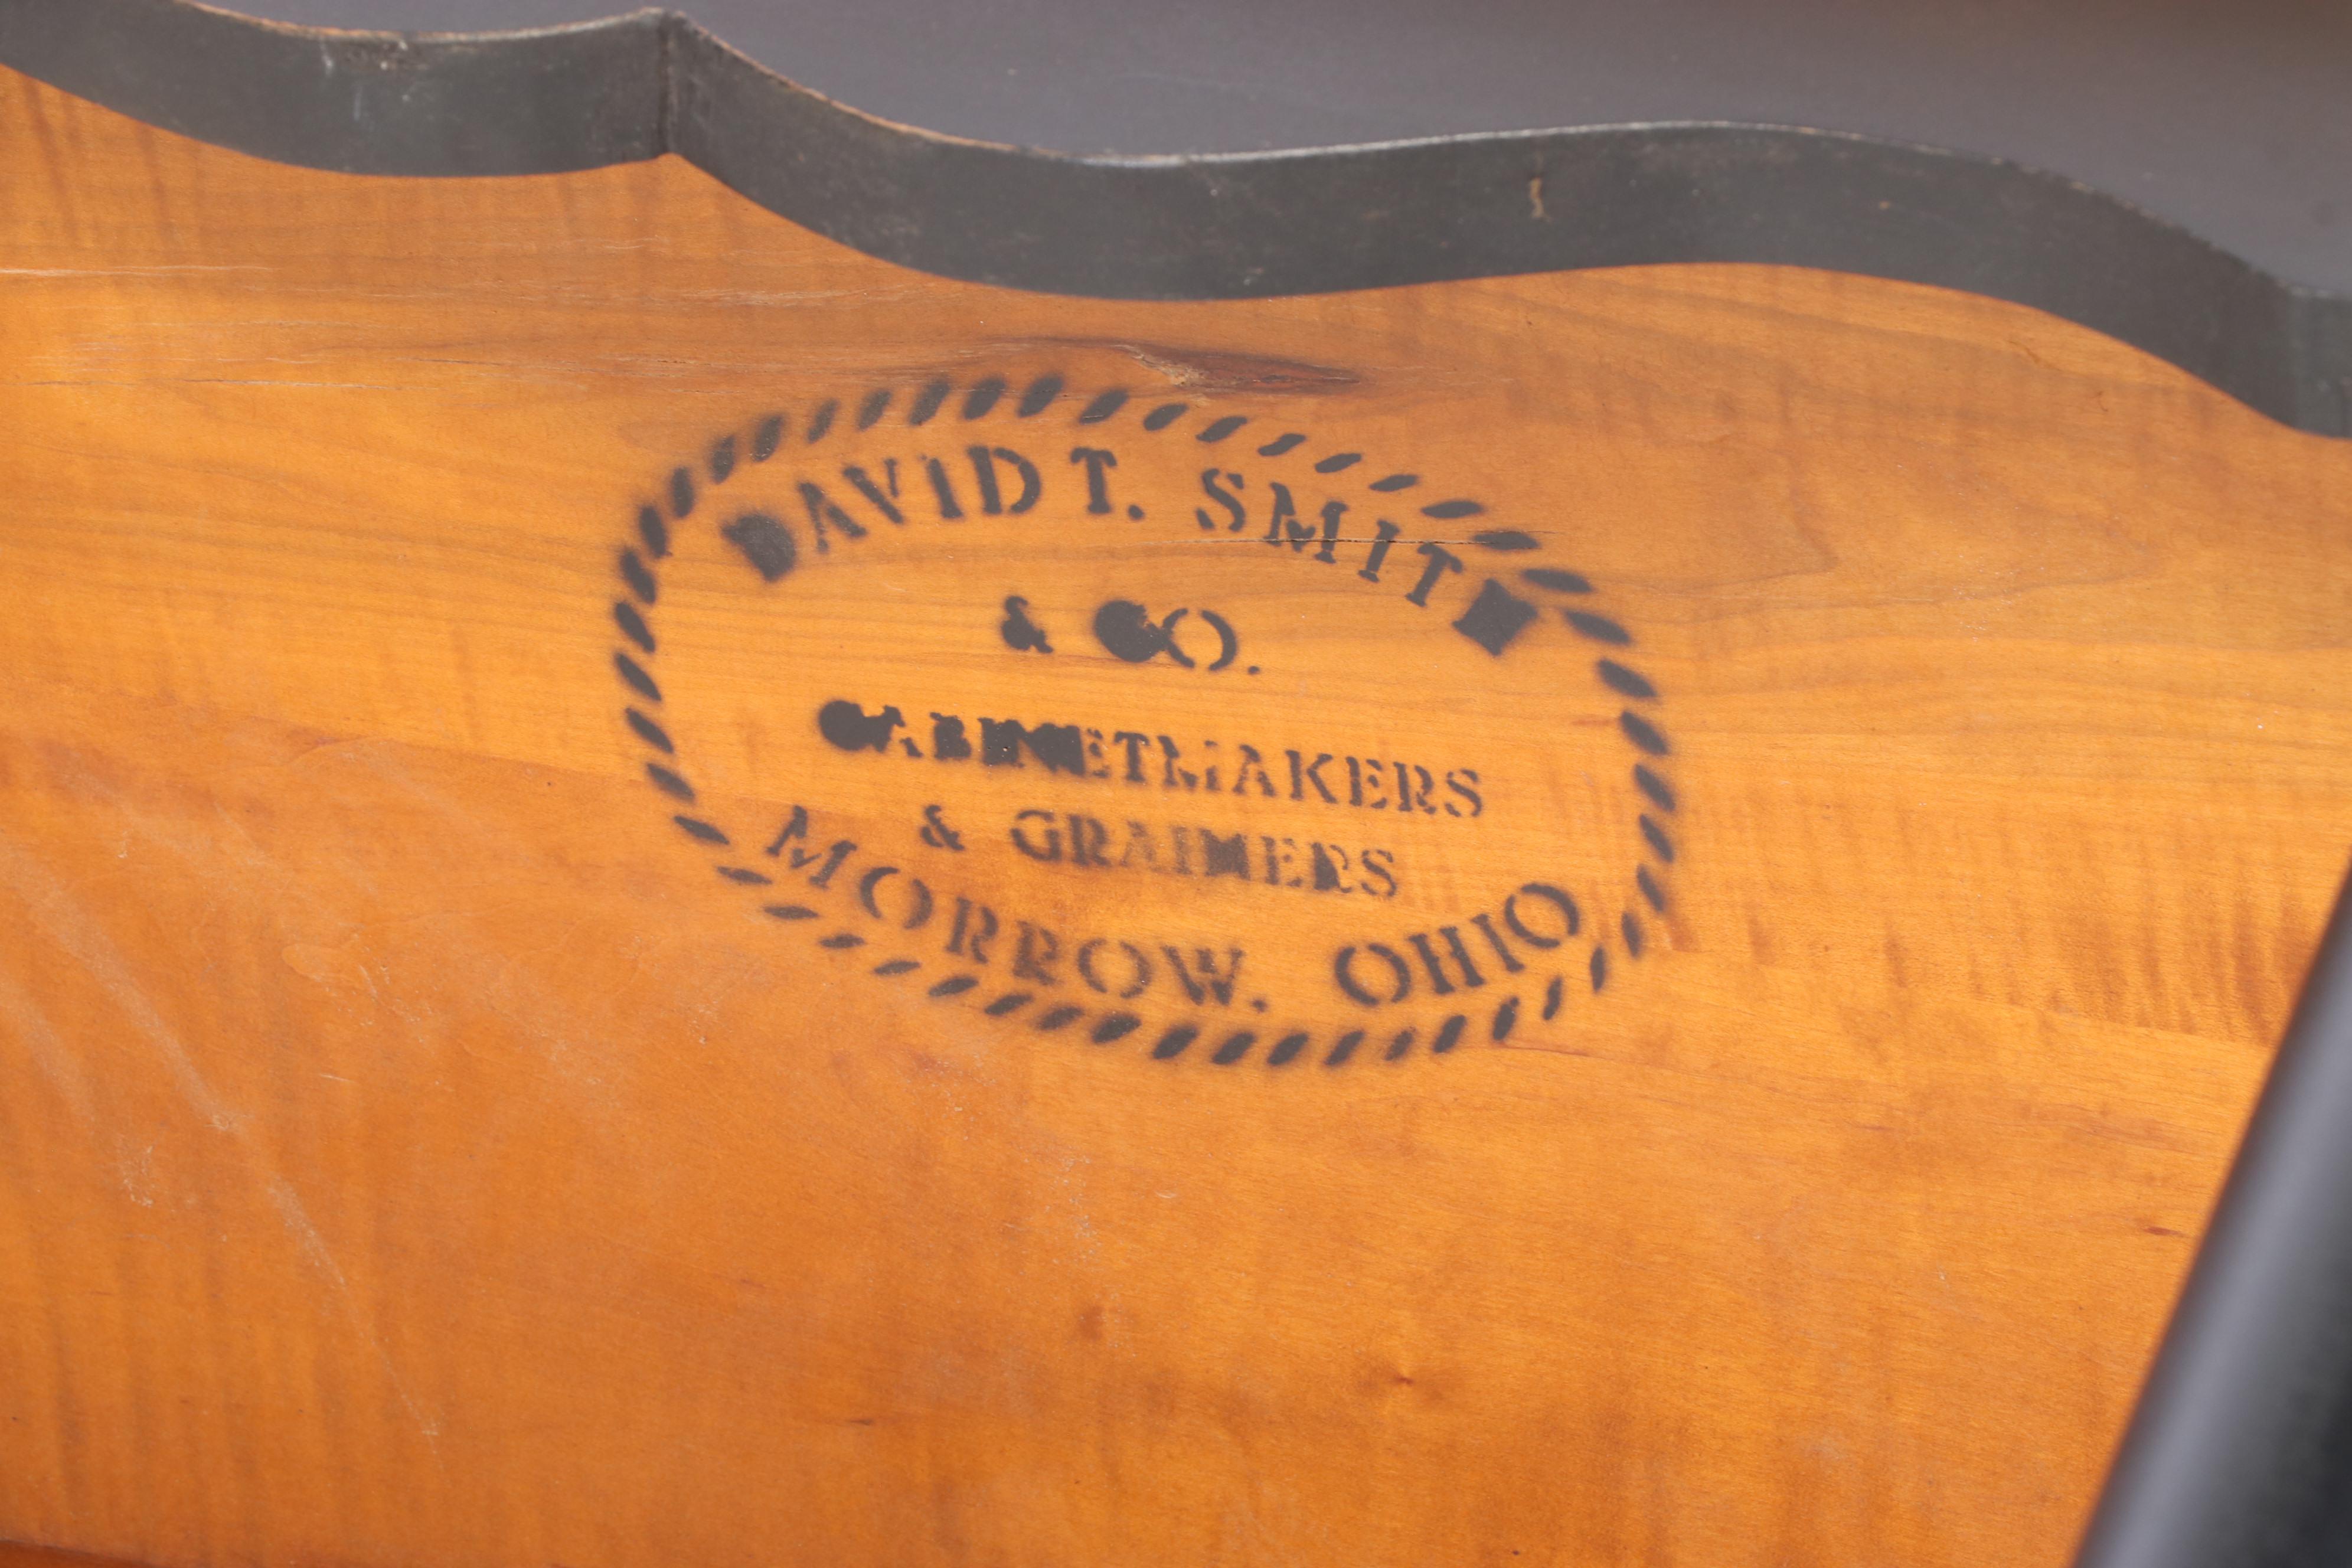 DAVID T. SMITH
& CO.
CABINETMAKERS
& GRAINERS
MORROW, OHIO